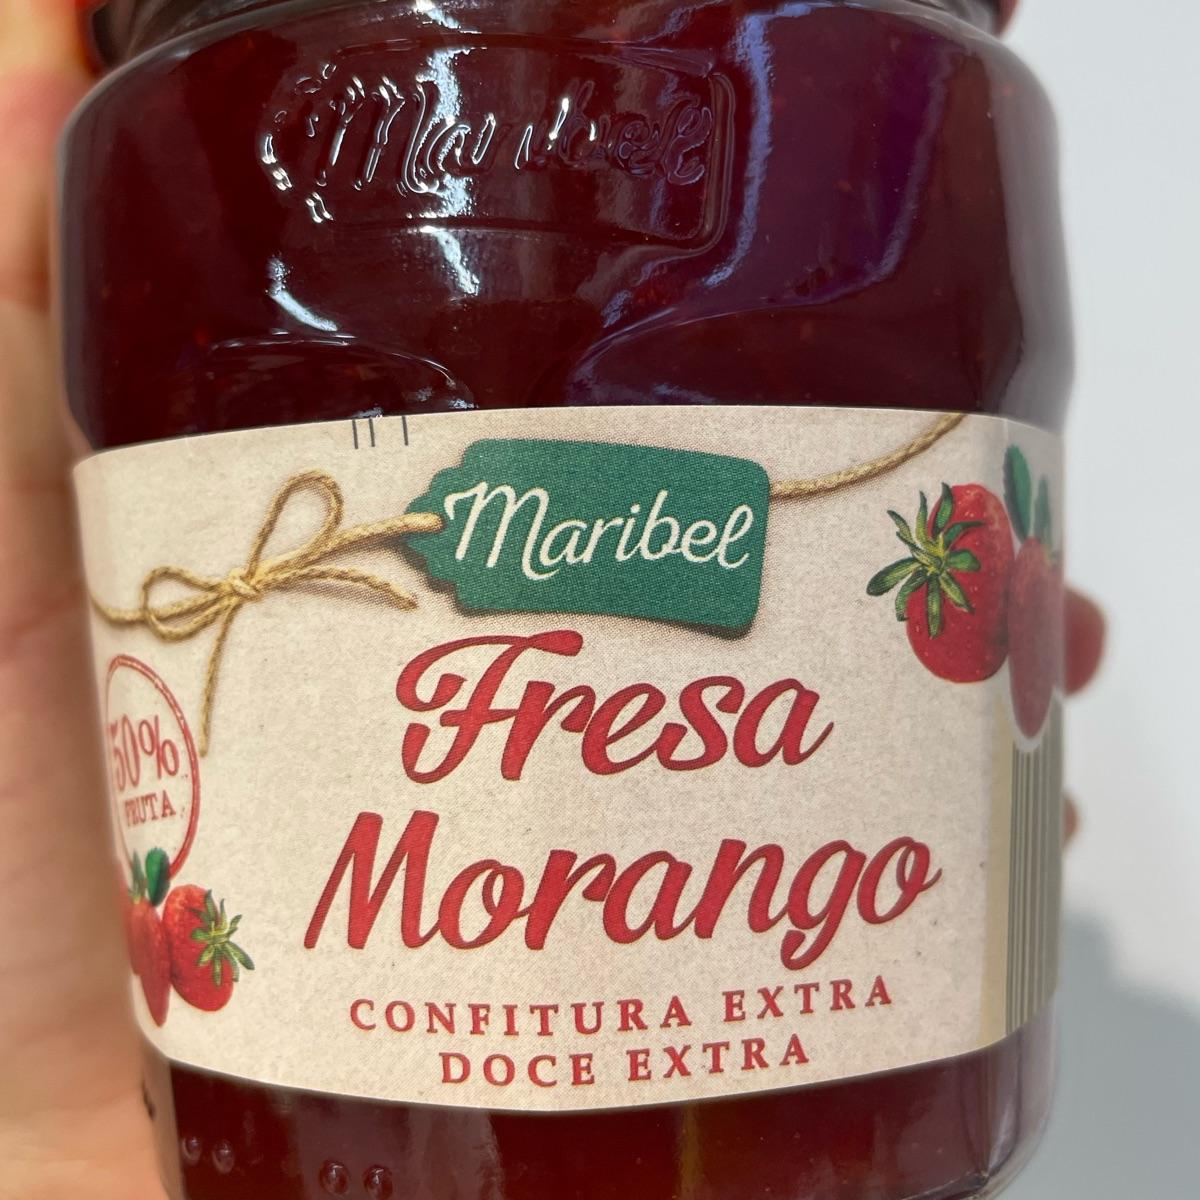 Maribel
Maribel
Fresa
50%
FRUTA
Morango
CONFITURA EXTRA
DOCE EXTRA